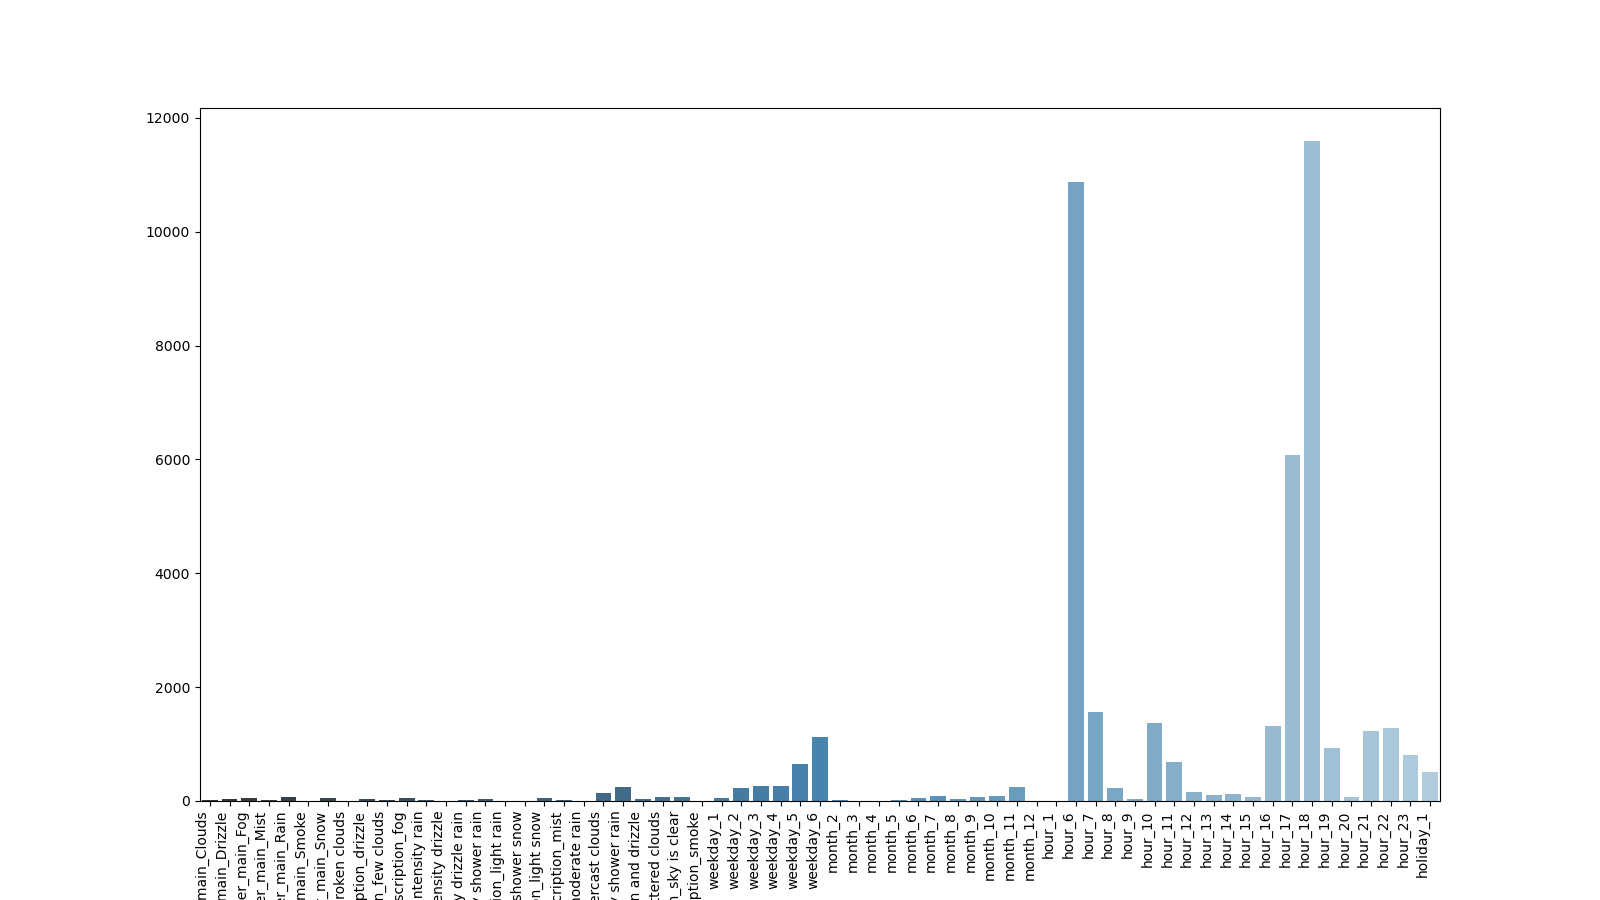 12000
10000
8000
6000
4000
2000
0
main_Clouds
main_Drizzle
er_main_Fog
er_main_Mist
er_main_Rain
main_Smoke
_main_Snow
roken clouds
ption_drizzle
n_few clouds
scription_fog
ntensity rain
ensity drizzle
y drizzle rain
shower rain
ion_light rain
shower snow
n_light snow
cription_mist
noderate rain
ercast clouds
y shower rain
n and drizzle
ttered clouds
n_sky is clear
ption_smoke
weekday_1
weekday_2
weekday_3
weekday_4
weekday_5
weekday_6
month_2
month_3
month_4
month_5
month_6
month_7
month_8
month_9
month_10
month_11
month_12
hour_1
hour_6
hour_7
hour_8
hour_9
hour_10
hour_11
hour_12
hour_13
hour_14
hour_15
hour_16
hour_17
hour_18
hour_19
hour_20
hour_21
hour_22
hour_23
holiday_1